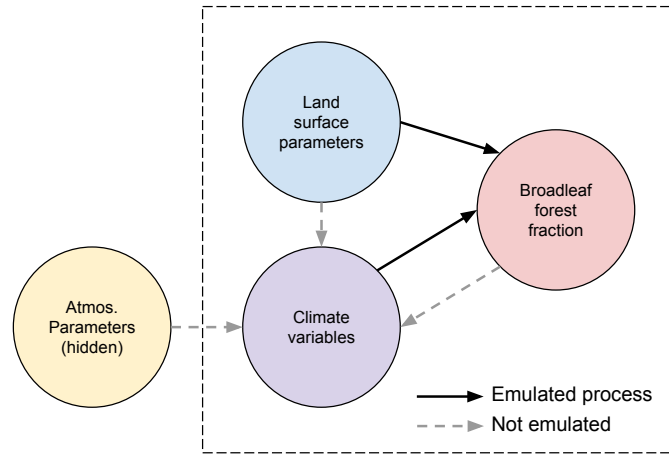 Land
surface
parameters
Broadleaf
forest
fraction
Atmos.
Parameters
(hidden)
Climate
variables
Emulated process
Not emulated